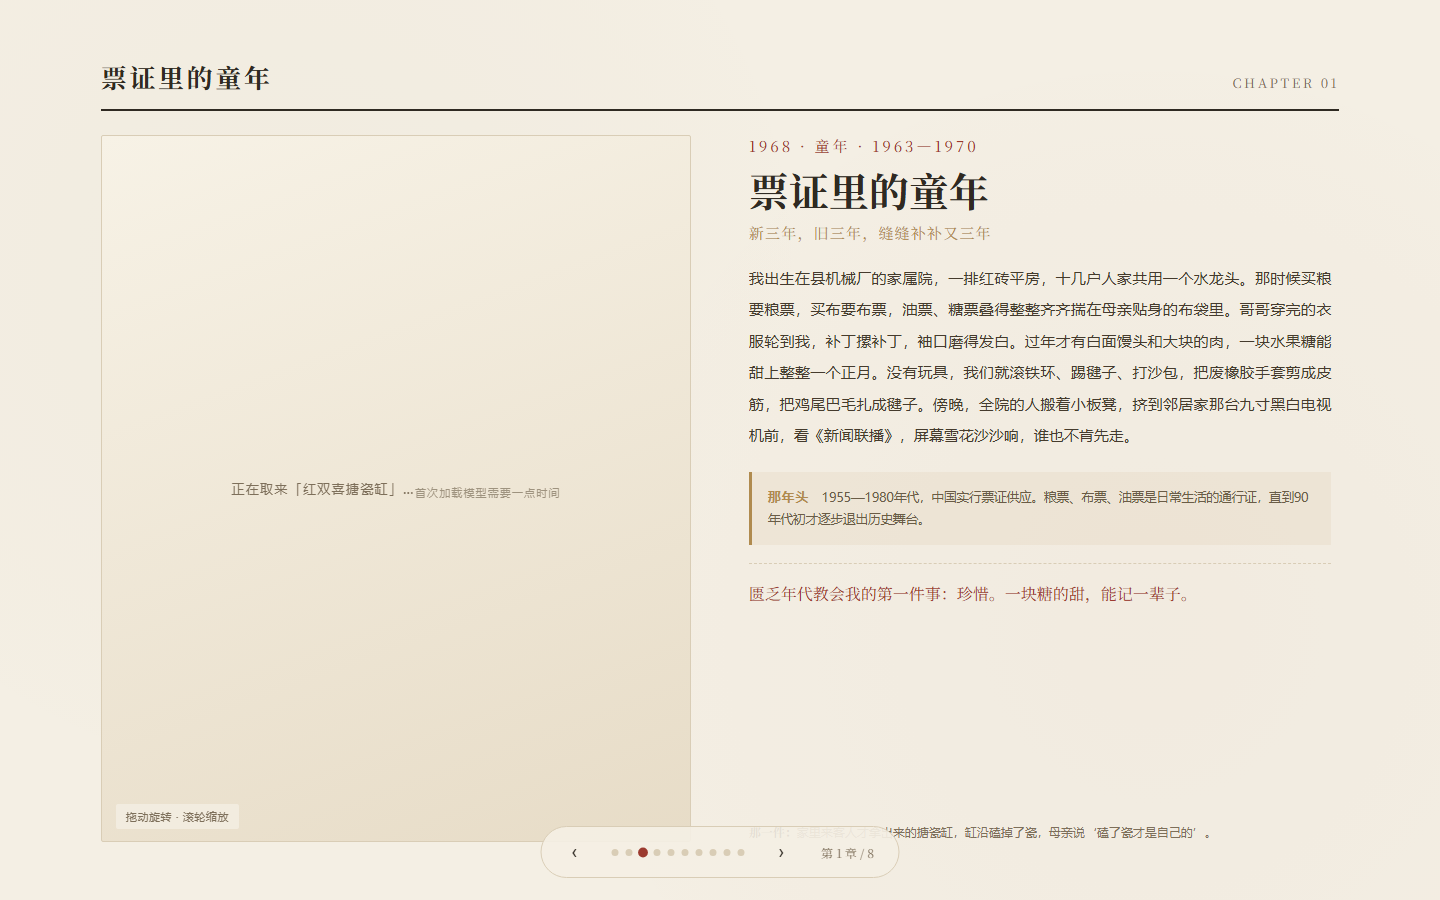 票证里的童年
CHAPTER 01
正在取来「红双喜搪瓷缸」…首次加载模型需要一点时间
拖动旋转 · 滚轮缩放
1968 · 童年 · 1963—1970
票证里的童年
新三年，旧三年，缝缝补补又三年
我出生在县机械厂的家属院，一排红砖平房，十几户人家共用一个水龙头。那时候买粮
要粮票，买布要布票，油票、糖票叠得整整齐齐揣在母亲贴身的布袋里。哥哥穿完的衣
服轮到我，补丁摞补丁，袖口磨得发白。过年才有白面馒头和大块的肉，一块水果糖能
甜上整整一个正月。没有玩具，我们就滚铁环、踢毽子、打沙包，把废橡胶手套剪成皮
筋，把鸡尾巴毛扎成毽子。傍晚，全院的人搬着小板凳，挤到邻居家那台九寸黑白电视
机前，看《新闻联播》，屏幕雪花沙沙响，谁也不肯先走。
那年头 1955—1980年代，中国实行票证供应。粮票、布票、油票是日常生活的通行证，直到90
年代初才逐步退出历史舞台。
匮乏年代教会我的第一件事：珍惜。一块糖的甜，能记一辈子。
来的搪瓷缸，缸沿磕掉了瓷，母亲说‘磕了瓷才是自己的’。
‹ › 第 1 章 / 8